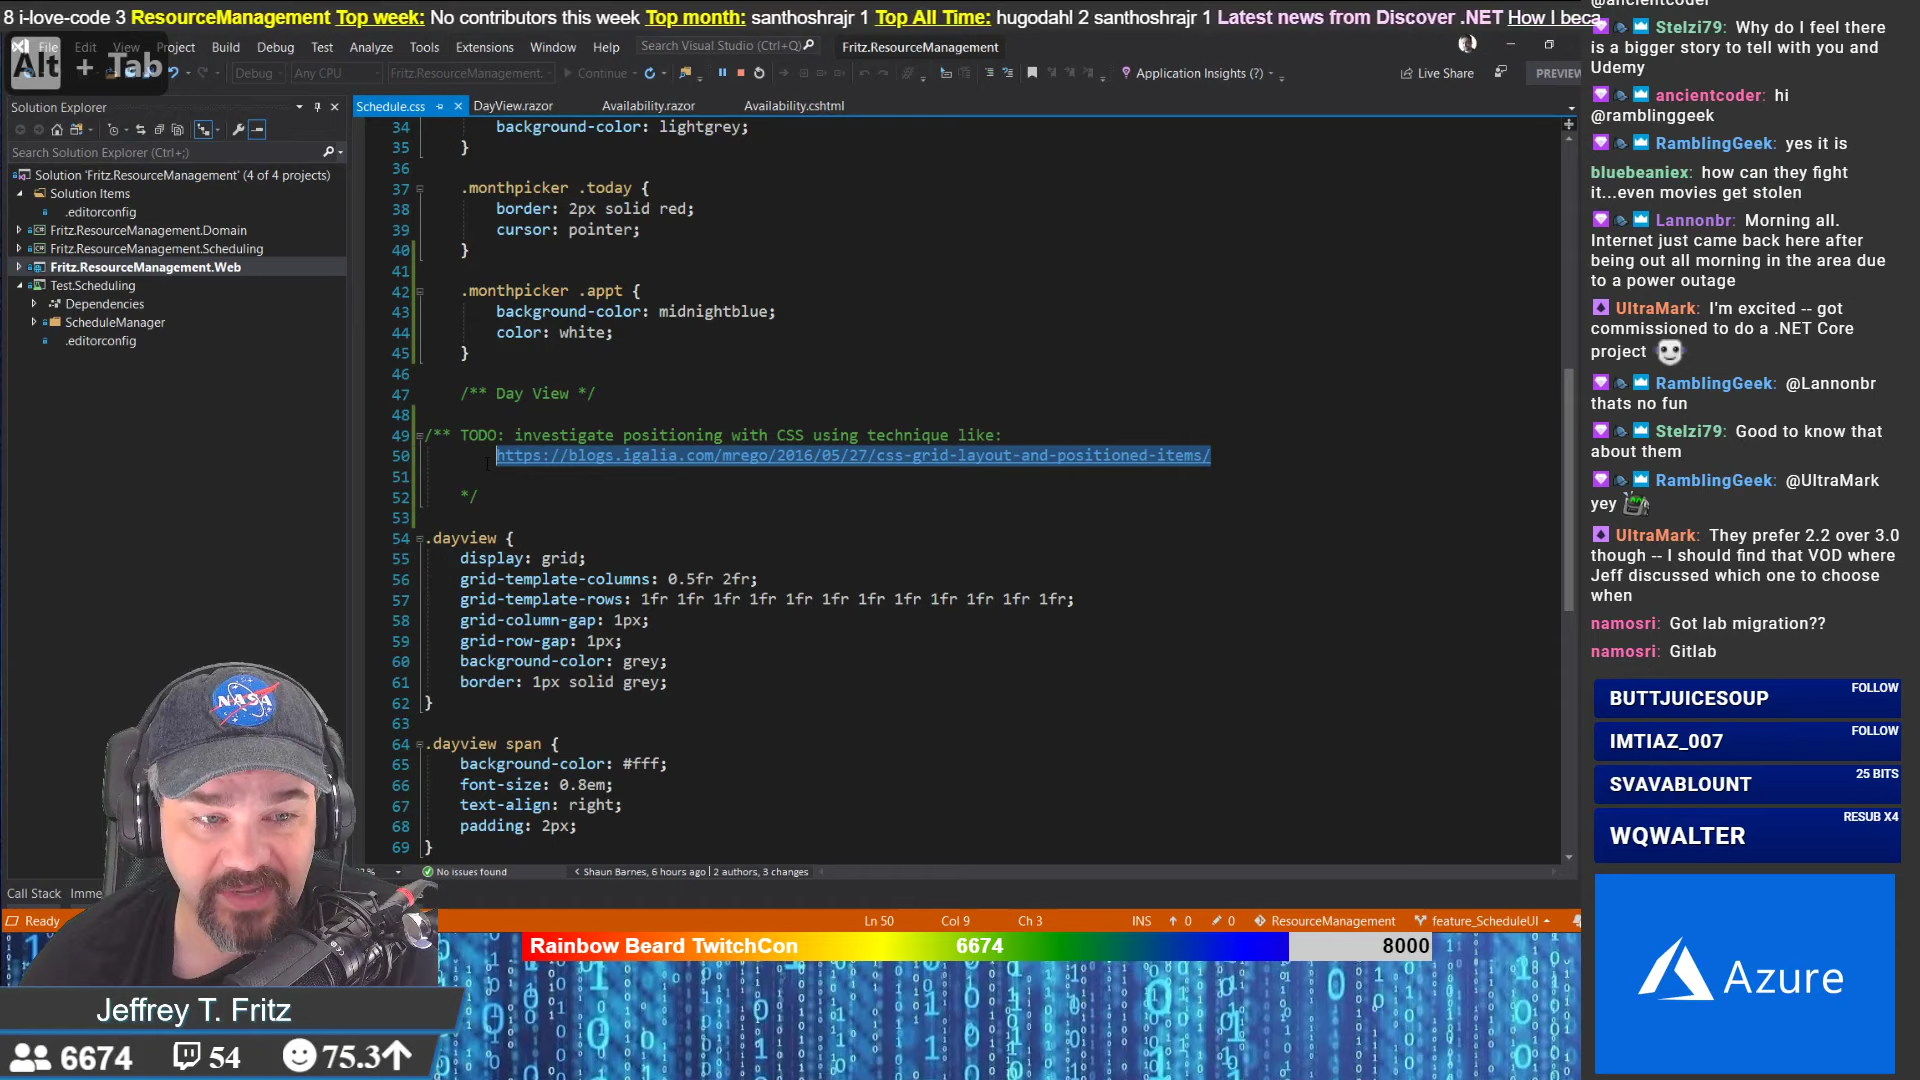 8 i-love-code 3 ResourceManagement Top week: No contributors this week Top month: santhoshrajr 1 Top All Time: hugodahl 2 santhoshrajr 1 Latest news from Discover .NET How I beca
File Edit View Project Build Debug Test Analyze Tools Extensions Window Help Search Visual Studio (Ctrl+Q) Fritz.ResourceManagement
Alt + Tab
Debug Any CPU Fritz.ResourceManagement. Continue Application Insights (?) Live Share PREVIEW
Solution Explorer
Schedule.css DayView.razor Availability.razor Availability.cshtml
Search Solution Explorer (Ctrl+;)
Solution 'Fritz.ResourceManagement' (4 of 4 projects)
Solution Items
.editorconfig
Fritz.ResourceManagement.Domain
Fritz.ResourceManagement.Scheduling
Fritz.ResourceManagement.Web
Test.Scheduling
Dependencies
ScheduleManager
.editorconfig
34 background-color: lightgrey;
35 }
36
37 .monthpicker .today {
38 border: 2px solid red;
39 cursor: pointer;
40 }
41
42 .monthpicker .appt {
43 background-color: midnightblue;
44 color: white;
45 }
46
47 /** Day View */
48
49 /** TODO: investigate positioning with CSS using technique like:
50 https://blogs.igalia.com/mrego/2016/05/27/css-grid-layout-and-positioned-items/
51
52 */
53
54 .dayview {
55 display: grid;
56 grid-template-columns: 0.5fr 2fr;
57 grid-template-rows: 1fr 1fr 1fr 1fr 1fr 1fr 1fr 1fr 1fr 1fr 1fr 1fr;
58 grid-column-gap: 1px;
59 grid-row-gap: 1px;
60 background-color: grey;
61 border: 1px solid grey;
62 }
63
64 .dayview span {
65 background-color: #fff;
66 font-size: 0.8em;
67 text-align: right;
68 padding: 2px;
69 }
% No issues found < Shaun Barnes, 6 hours ago | 2 authors, 3 changes
Call Stack Imme
Ready Ln 50 Col 9 Ch 3 INS 0 0 ResourceManagement feature_ScheduleUI
Rainbow Beard TwitchCon 6674 8000
NASA
Jeffrey T. Fritz
6674 54 75.3
@ancientcoder
Stelzi79: Why do I feel there
is a bigger story to tell with you and
Udemy
ancientcoder: hi
@ramblinggeek
RamblingGeek: yes it is
bluebeaniex: how can they fight
it...even movies get stolen
Lannonbr: Morning all.
Internet just came back here after
being out all morning in the area due
to a power outage
UltraMark: I'm excited -- got
commissioned to do a .NET Core
project
RamblingGeek: @Lannonbr
thats no fun
Stelzi79: Good to know that
about them
RamblingGeek: @UltraMark
yey
UltraMark: They prefer 2.2 over 3.0
though -- I should find that VOD where
Jeff discussed which one to choose
when
namosri: Got lab migration??
namosri: Gitlab
BUTTJUICESOUP FOLLOW
IMTIAZ_007 FOLLOW
SVAVABLOUNT 25 BITS
WQWALTER RESUB X4
Azure